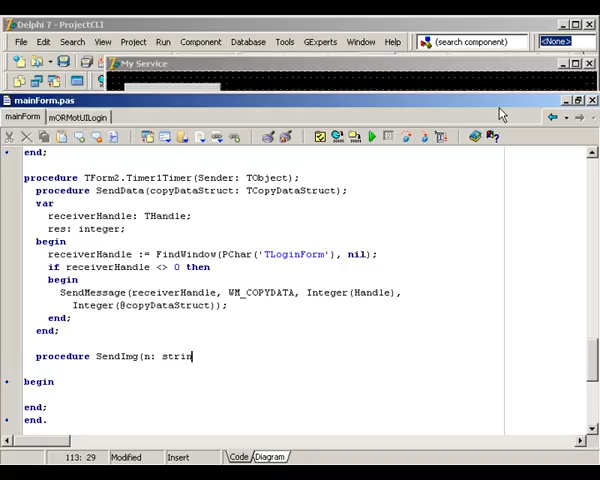 Delphi 7 - ProjectCLI
File Edit Search View Project Run Component Database Tools GExperts Window Help (search component) <None>
My Service
mainForm.pas
mainForm mORMotUILogin
end;
procedure TForm2.Timer1Timer(Sender: TObject);
procedure SendData(copyDataStruct: TCopyDataStruct);
var
receiverHandle: THandle;
res: integer;
begin
receiverHandle := FindWindow(PChar('TLoginForm'), nil);
if receiverHandle <> 0 then
begin
SendMessage(receiverHandle, WM_COPYDATA, Integer(Handle),
Integer(@copyDataStruct));
end;
end;
procedure SendImg(n: strin
begin
end;
end.
113: 29 Modified Insert Code Diagram